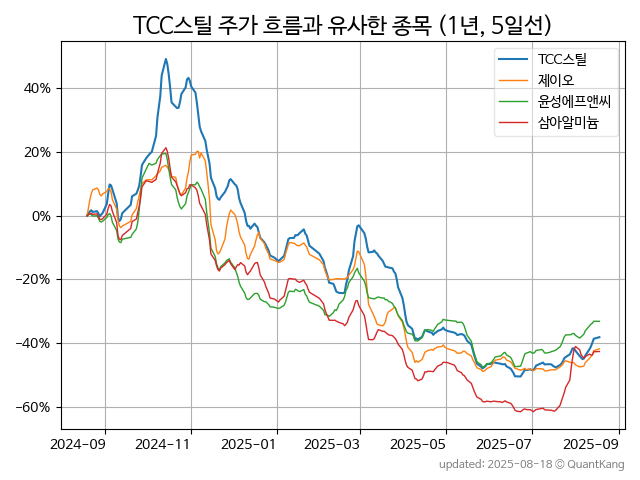 TCC스틸 주가 흐름과 유사한 종목 (1년, 5일선)
TCC스틸
제이오
윤성에프앤씨
삼아알미늄
40%
20%
0%
−20%
−40%
−60%
2024-09
2024-11
2025-01
2025-03
2025-05
2025-07
2025-09
updated: 2025-08-18 © QuantKang